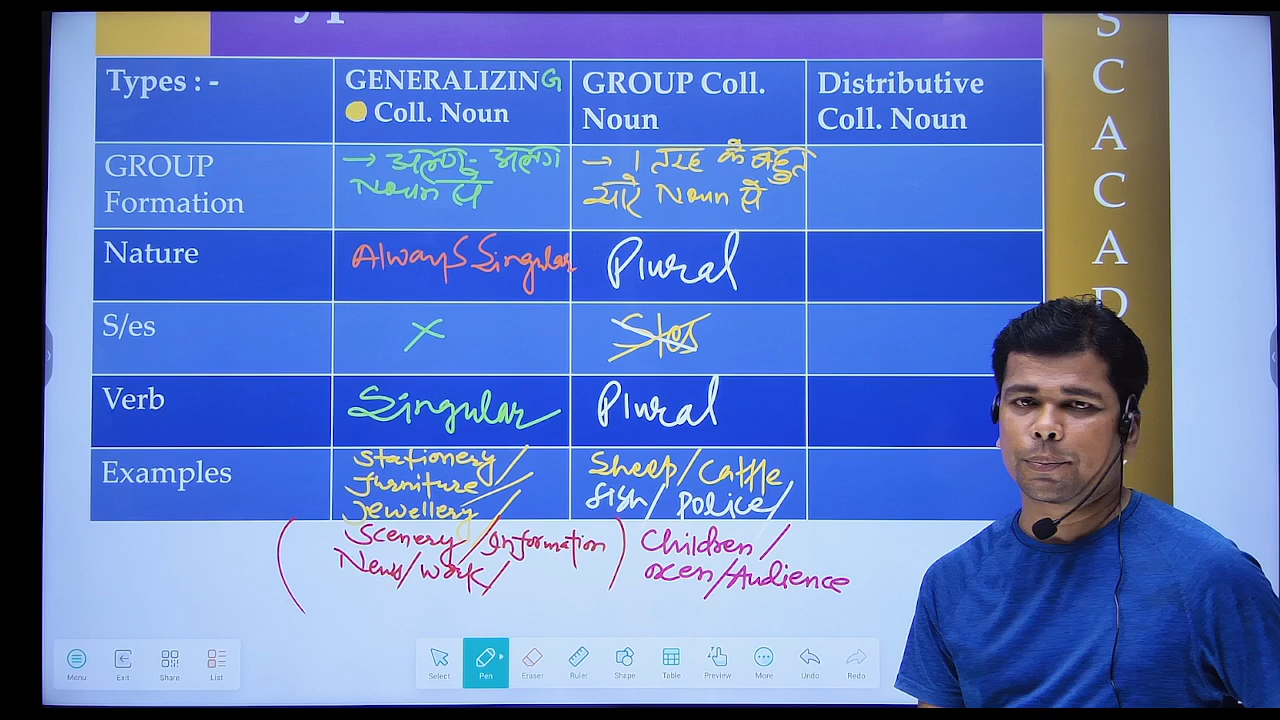 Types : -
GENERALIZING
Coll. Noun
GROUP Coll.
Noun
Distributive
Coll. Noun
GROUP
Formation
→ अलग-अलग
Noun से
→ 1 तरह के बहुत
सारे Noun से
Nature
Always Singular
Plural
S/es
×
S/es
Verb
Singular
Plural
Examples
Stationery/
furniture/
Jewellery/
Sheep/Cattle
fish/Police/
(Scenery/Information)
News/work/
Children/
oxen/Audience
S
C
A
C
A
D
Menu
Exit
Share
List
Select
Pen
Eraser
Ruler
Shape
Table
Preview
More
Undo
Redo